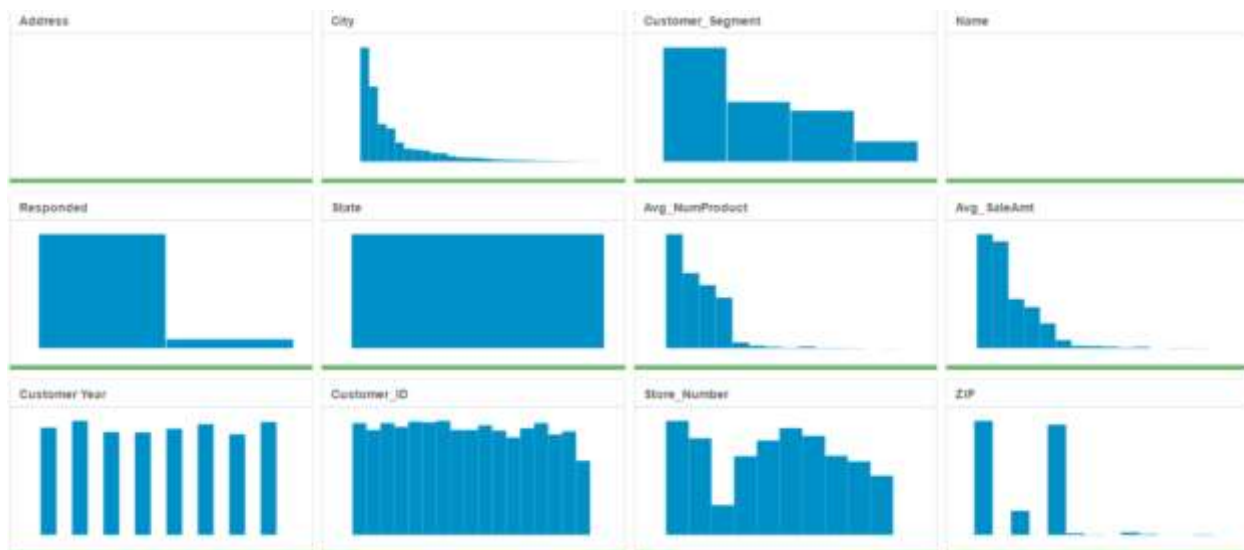 Address
City
Customer_Segment
Name
Responded
State
Avg_NumProduct
Avg_SaleAmt
Customer Year
Customer_ID
Store_Number
ZIP